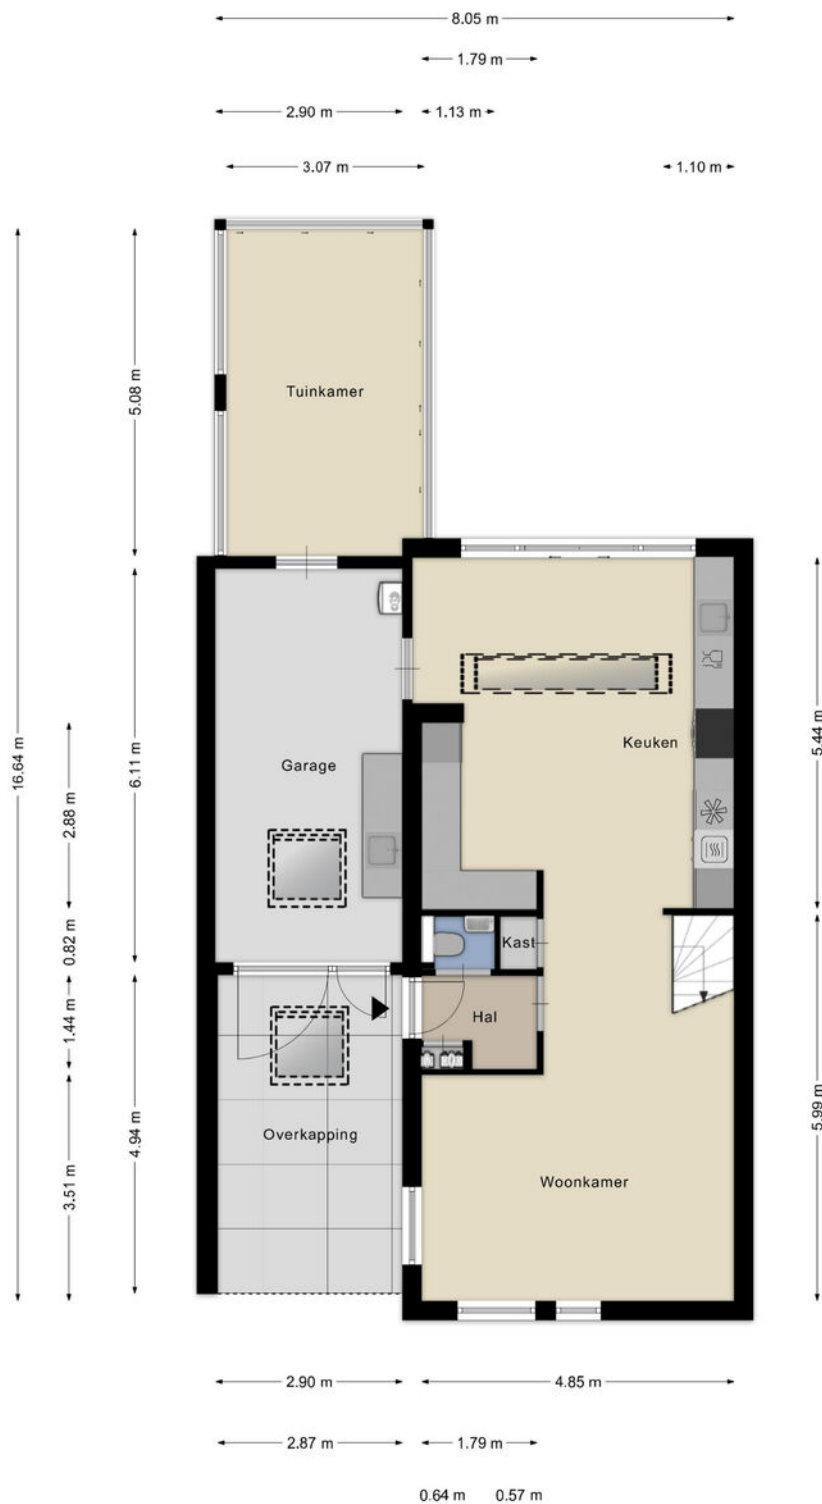 8.05 m
1.79 m
2.90 m
1.13 m
3.07 m
1.10 m
Tuinkamer
5.08 m
16.64 m
6.11 m
5.44 m
Keuken
Garage
2.88 m
0.82 m
Kast
1.44 m
Hal
4.94 m
5.99 m
Overkapping
3.51 m
Woonkamer
2.90 m
4.85 m
2.87 m
1.79 m
0.64 m
0.57 m